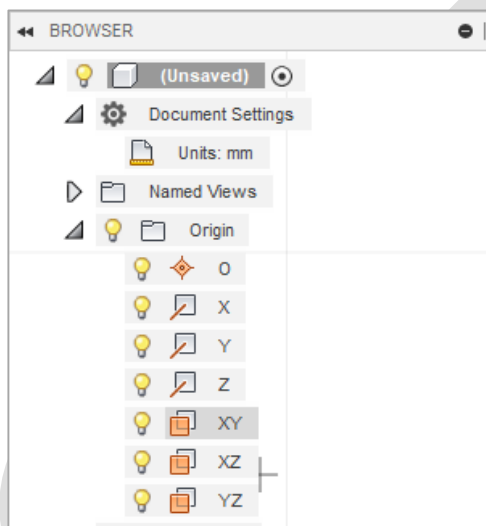 BROWSER
(Unsaved)
Document Settings
Units: mm
Named Views
Origin
O
X
Y
Z
XY
XZ
YZ